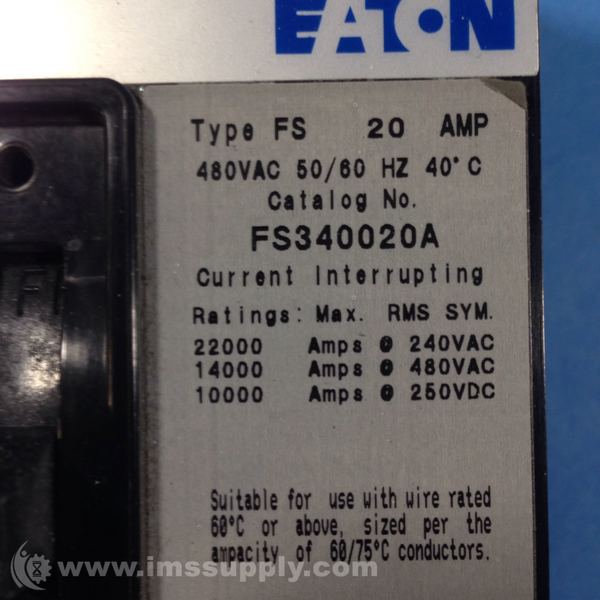 EATON
Type FS 20 AMP
480VAC 50/60 HZ 40°C
Catalog No.
FS340020A
Current Interrupting
Ratings: Max. RMS SYM.
22000 Amps @ 240VAC
14000 Amps @ 480VAC
10000 Amps @ 250VDC
Suitable for use with wire rated
60°C or above, sized per the
ampacity of 60/75°C conductors.
www.imssupply.com